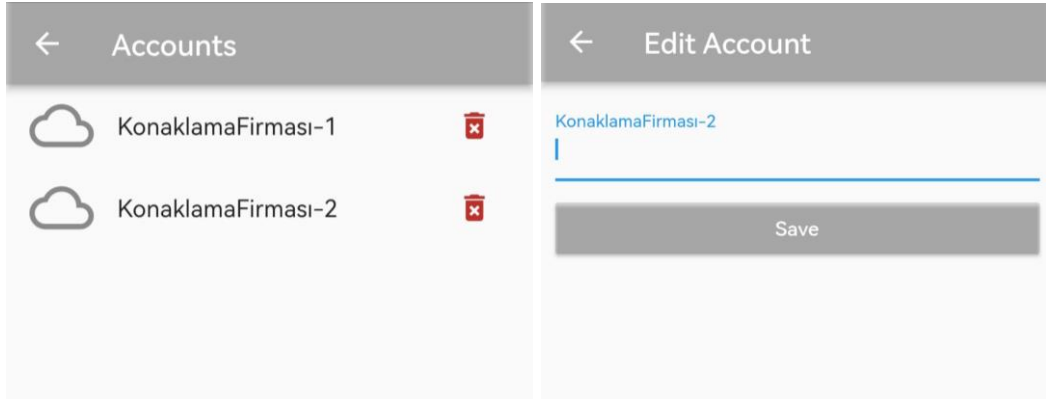 Accounts
KonaklamaFirması-1
KonaklamaFirması-2
Edit Account
KonaklamaFirması-2
Save